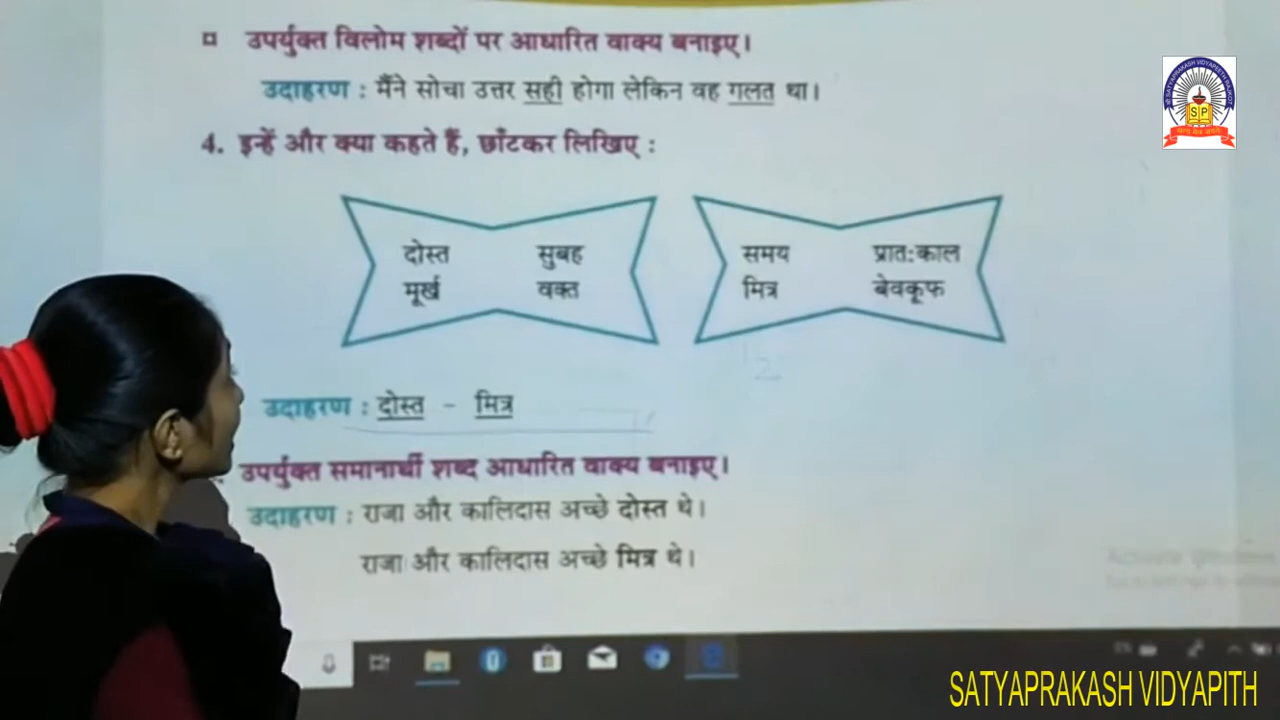 ¤ उपर्युक्त विलोम शब्दों पर आधारित वाक्य बनाइए।
उदाहरण : मैंने सोचा उत्तर सही होगा लेकिन वह गलत था।
4. इन्हें और क्या कहते हैं, छाँटकर लिखिए :
दोस्त सुबह
मूर्ख वक्त
समय प्रात:काल
मित्र बेवकूफ
उदाहरण : दोस्त - मित्र
उपर्युक्त समानार्थी शब्द आधारित वाक्य बनाइए।
उदाहरण : राजा और कालिदास अच्छे दोस्त थे।
राजा और कालिदास अच्छे मित्र थे।
SP
SATYAPRAKASH VIDYAPITH